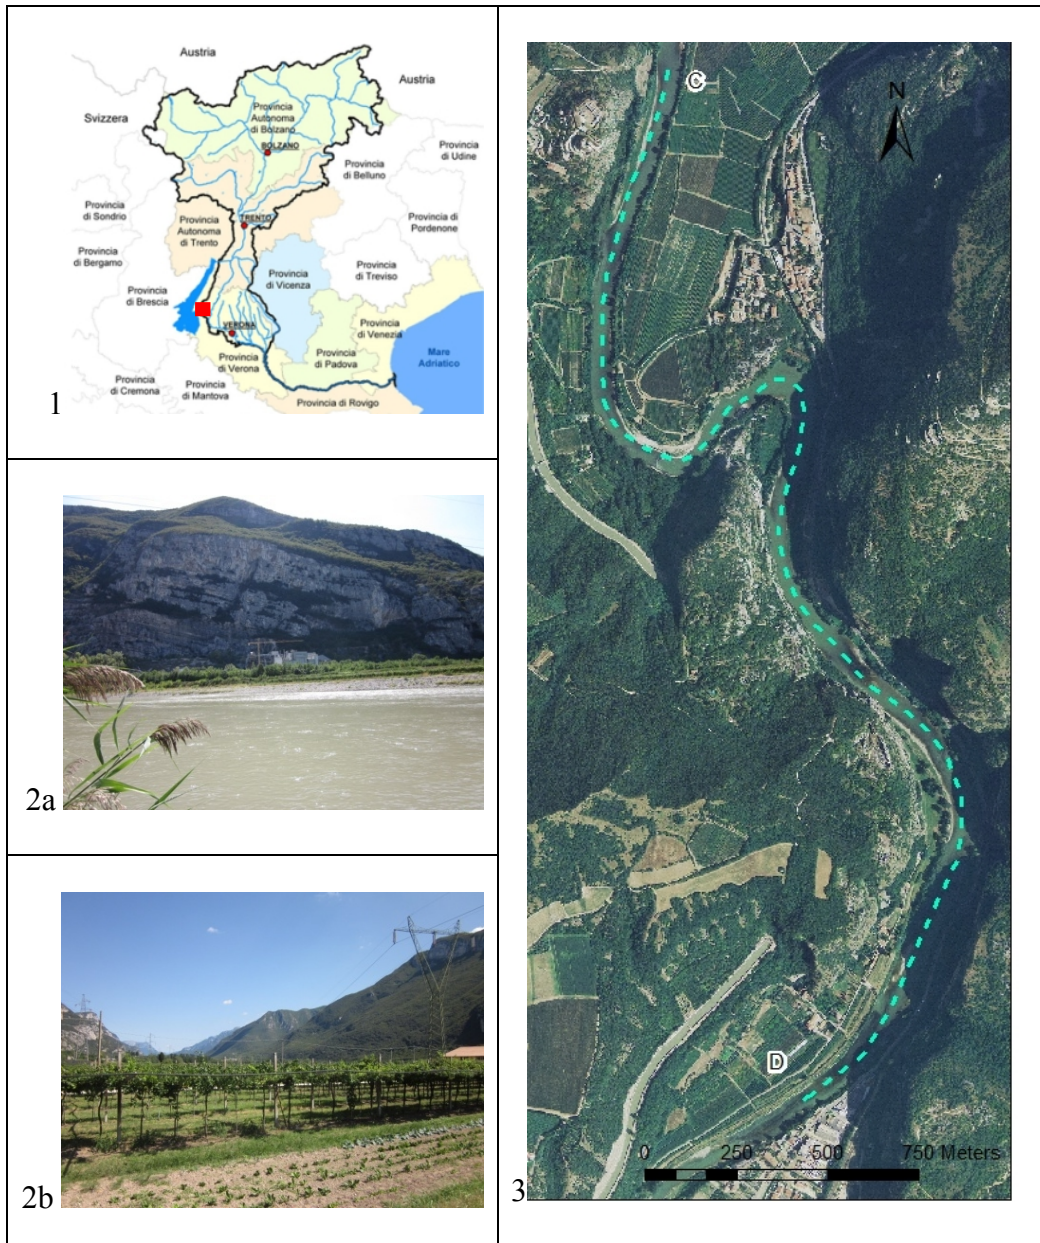 Austria
Austria
Svizzera
Provincia
Autonoma
di Bolzano
BOLZANO
Provincia
di Udine
Provincia
di Belluno
Provincia
di Sondrio
Provincia
Autonoma
di Trento
TRENTO
Provincia di
Pordenone
Provincia
di Bergamo
Provincia
di Vicenza
Provincia
di Treviso
Provincia
di Brescia
VERONA
Provincia
di Venezia
Provincia
di Verona
Provincia
di Padova
Mare
Adriatico
Provincia
di Cremona
Provincia
di Mantova
Provincia di Rovigo
1
2a
2b
C
N
D
0 250 500 750 Meters
3